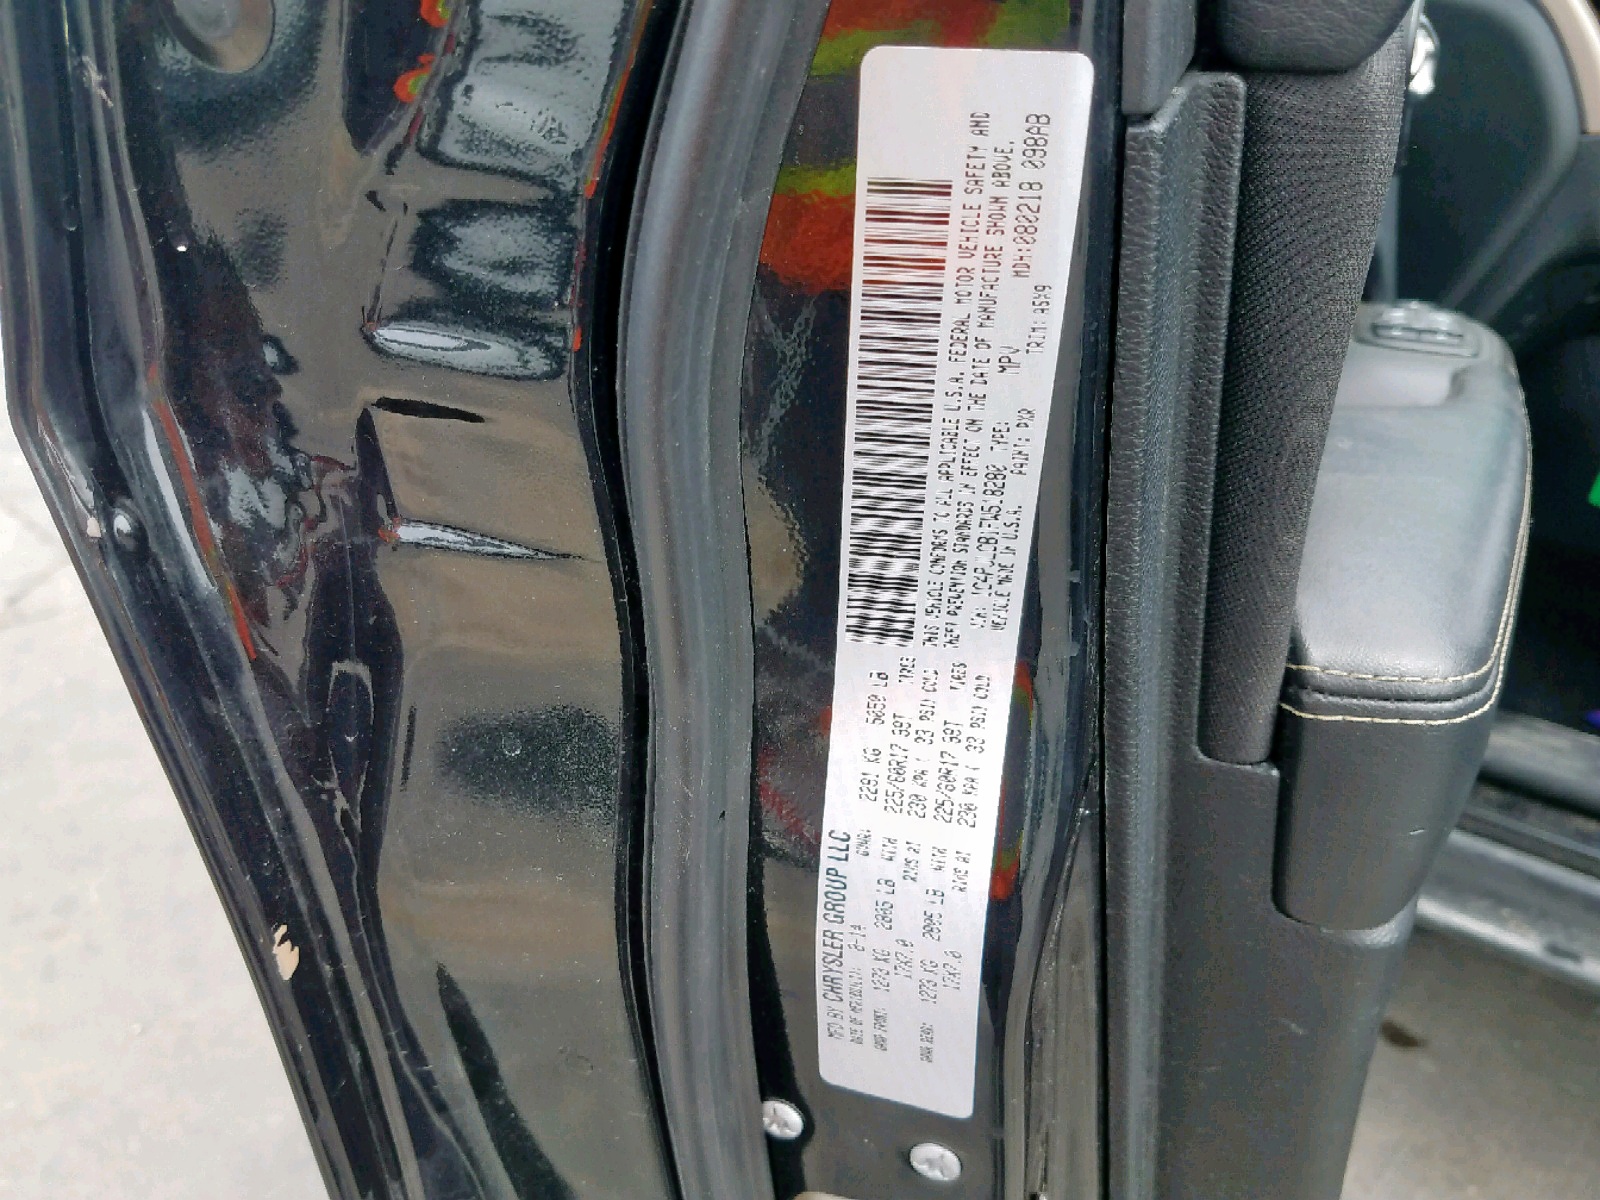 MFD BY CHRYSLER GROUP LLC
DATE OF MANUFACTURE: 8-14 GVWR: 2291 KG 5050 LB
GAWR FRONT: 1273 KG 2805 LB WITH 225/60R17 99T TIRES
17X7.0 RIMS AT 230 KPA ( 33 PSI) COLD
GAWR REAR: 1273 KG 2805 LB WITH 225/60R17 99T TIRES
17X7.0 RIMS AT 230 KPA ( 33 PSI) COLD
THIS VEHICLE CONFORMS TO ALL APPLICABLE U.S.A. FEDERAL MOTOR VEHICLE SAFETY AND
THEFT PREVENTION STANDARDS IN EFFECT ON THE DATE OF MANUFACTURE SHOWN ABOVE.
VIN: TYPE: MPV MDH:080218 098AB
VEHICLE MADE IN U.S.A. PAINT: PXR TRIM: A5X9